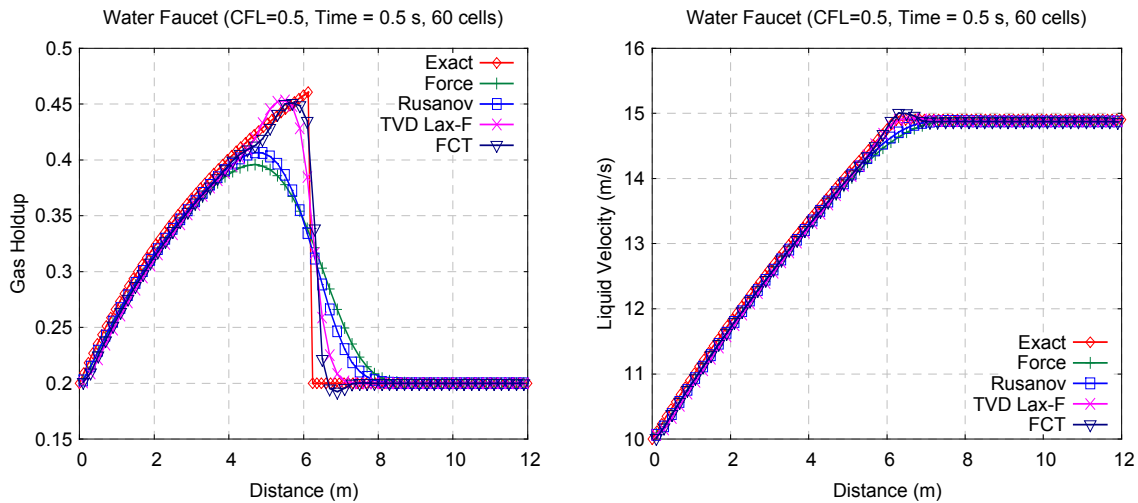 Water Faucet (CFL=0.5, Time = 0.5 s, 60 cells)
Gas Holdup
0.5
0.45
0.4
0.35
0.3
0.25
0.2
0.15
Exact
Force
Rusanov
TVD Lax-F
FCT
0 2 4 6 8 10 12
Distance (m)
Water Faucet (CFL=0.5, Time = 0.5 s, 60 cells)
Liquid Velocity (m/s)
16
15
14
13
12
11
10
Exact
Force
Rusanov
TVD Lax-F
FCT
0 2 4 6 8 10 12
Distance (m)